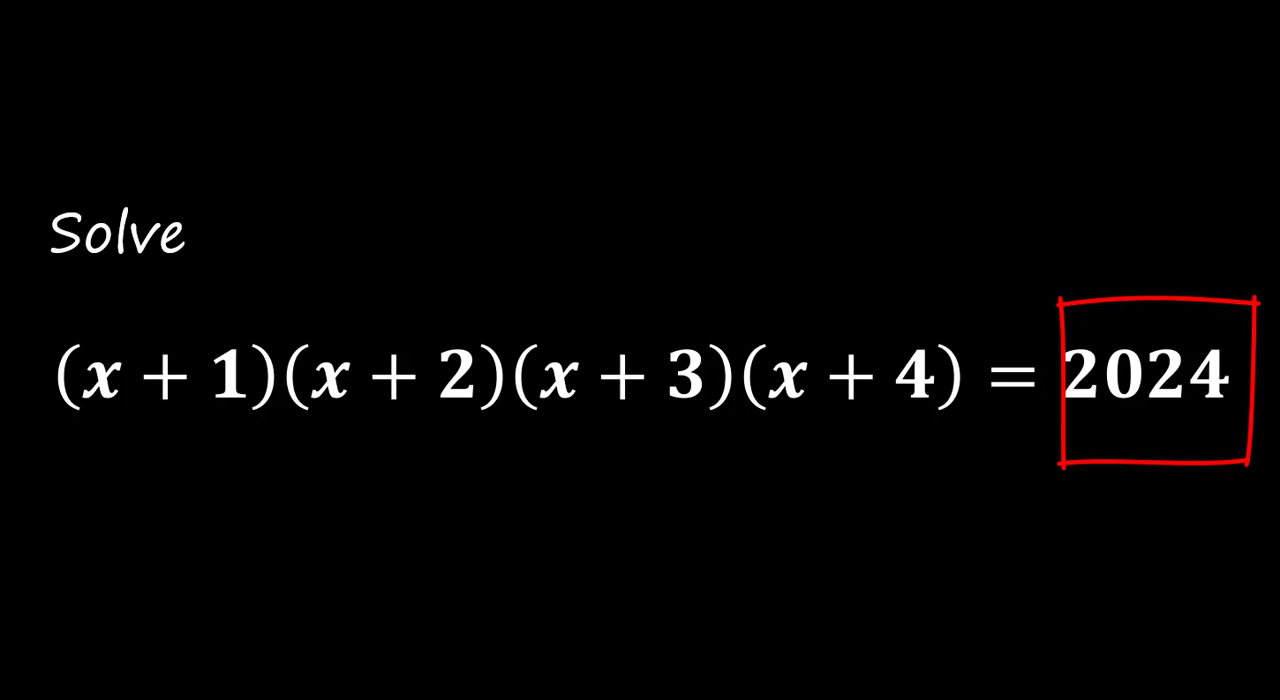 Solve
(x + 1)(x + 2)(x + 3)(x + 4) = 2024